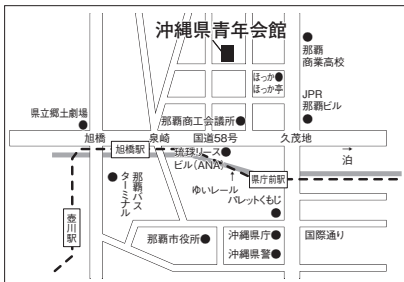 沖縄県青年会館
那覇
商業高校
ほっか
ほっか亭
JPR
那覇ビル
県立郷土劇場
那覇商工会議所
旭橋
泉崎
国道58号
久茂地
旭橋駅
琉球リース
ビル(ANA)
泊
→
県庁前駅
ゆいレール
パレットくもじ
那覇バス
ターミナル
壺川駅
那覇市役所
沖縄県庁
国際通り
沖縄県警